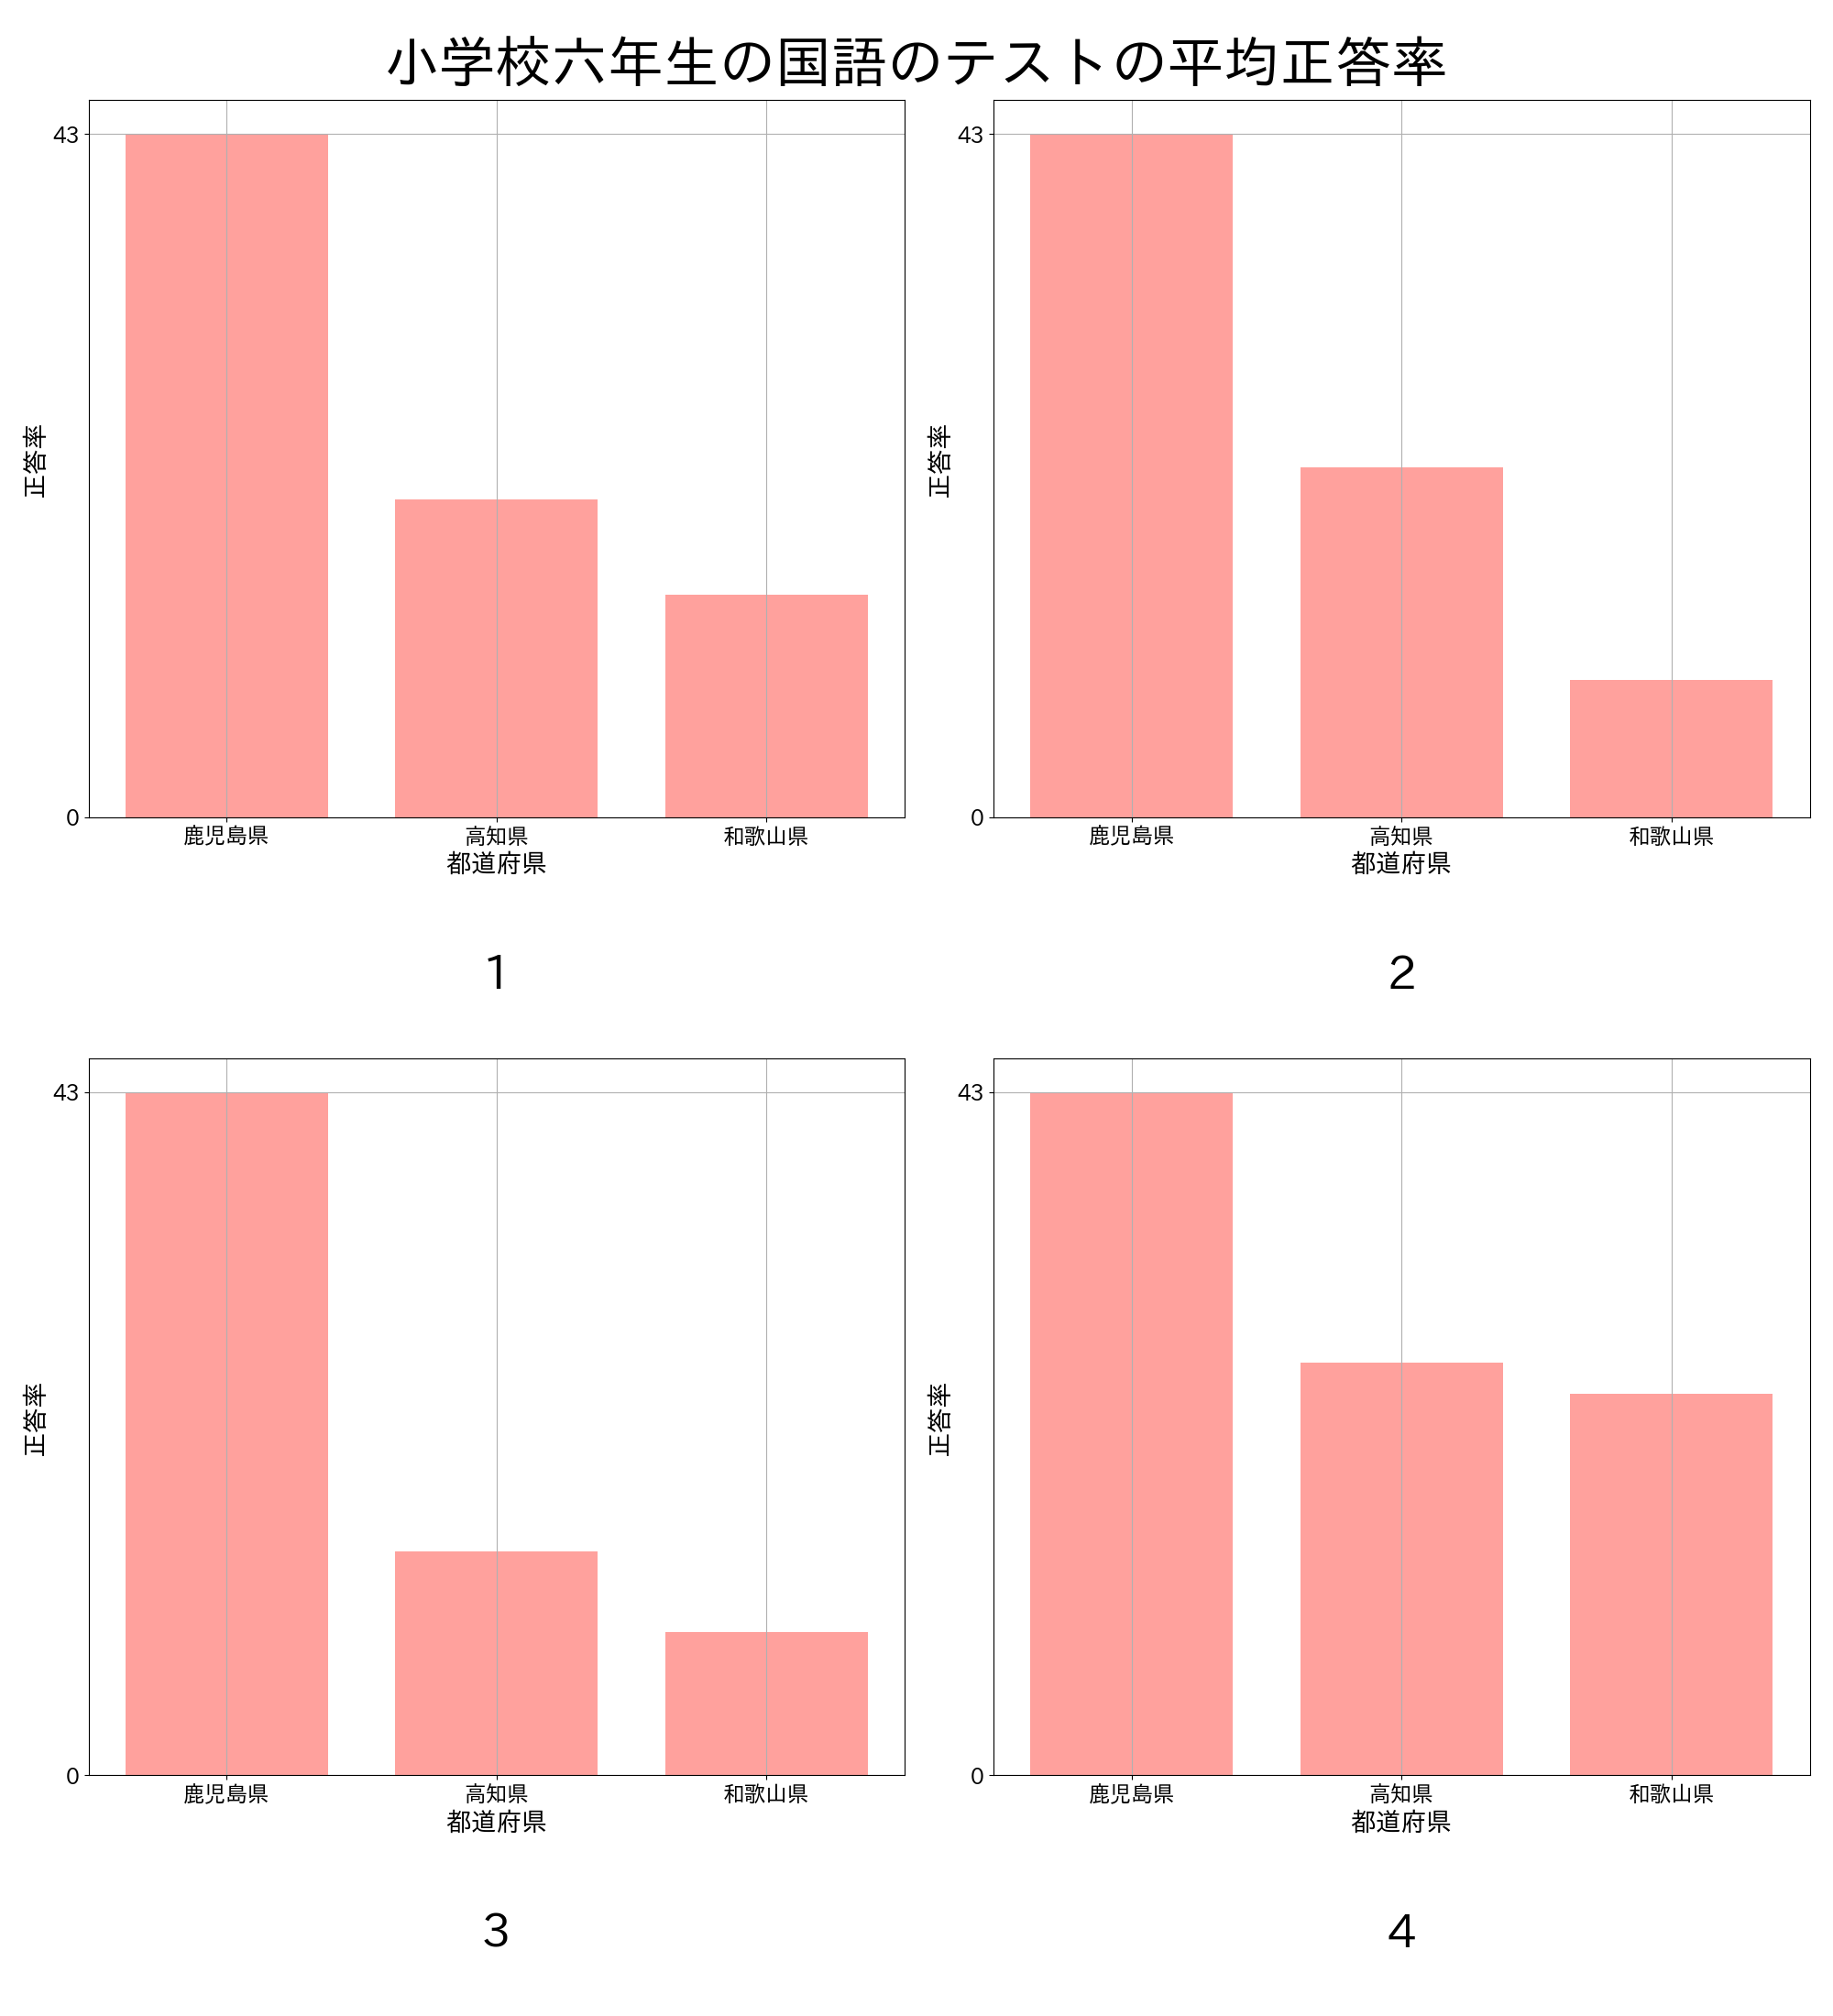 小学校六年生の国語のテストの平均正答率
43
0
正答率
鹿児島県 高知県 和歌山県
都道府県
1
43
0
正答率
鹿児島県 高知県 和歌山県
都道府県
2
43
0
正答率
鹿児島県 高知県 和歌山県
都道府県
3
43
0
正答率
鹿児島県 高知県 和歌山県
都道府県
4